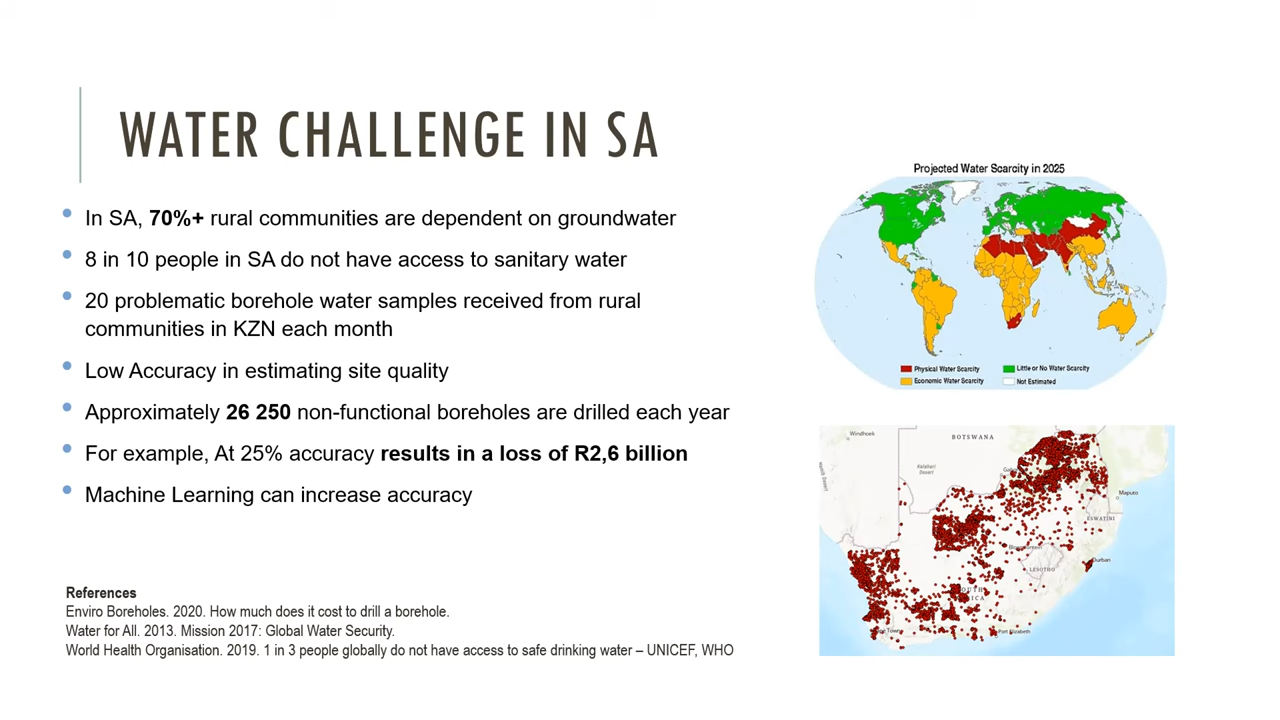 WATER CHALLENGE IN SA
In SA, 70%+ rural communities are dependent on groundwater
8 in 10 people in SA do not have access to sanitary water
20 problematic borehole water samples received from rural
communities in KZN each month
Low Accuracy in estimating site quality
Approximately 26 250 non-functional boreholes are drilled each year
For example, At 25% accuracy results in a loss of R2,6 billion
Machine Learning can increase accuracy
References
Enviro Boreholes. 2020. How much does it cost to drill a borehole.
Water for All. 2013. Mission 2017: Global Water Security.
World Health Organisation. 2019. 1 in 3 people globally do not have access to safe drinking water – UNICEF, WHO
Projected Water Scarcity in 2025
Physical Water Scarcity
Little or No Water Scarcity
Economic Water Scarcity
Not Estimated
Windhoek
BOTSWANA
Kalahari
Desert
Maputo
ESWATINI
LESOTHO
Durban
Port Elizabeth